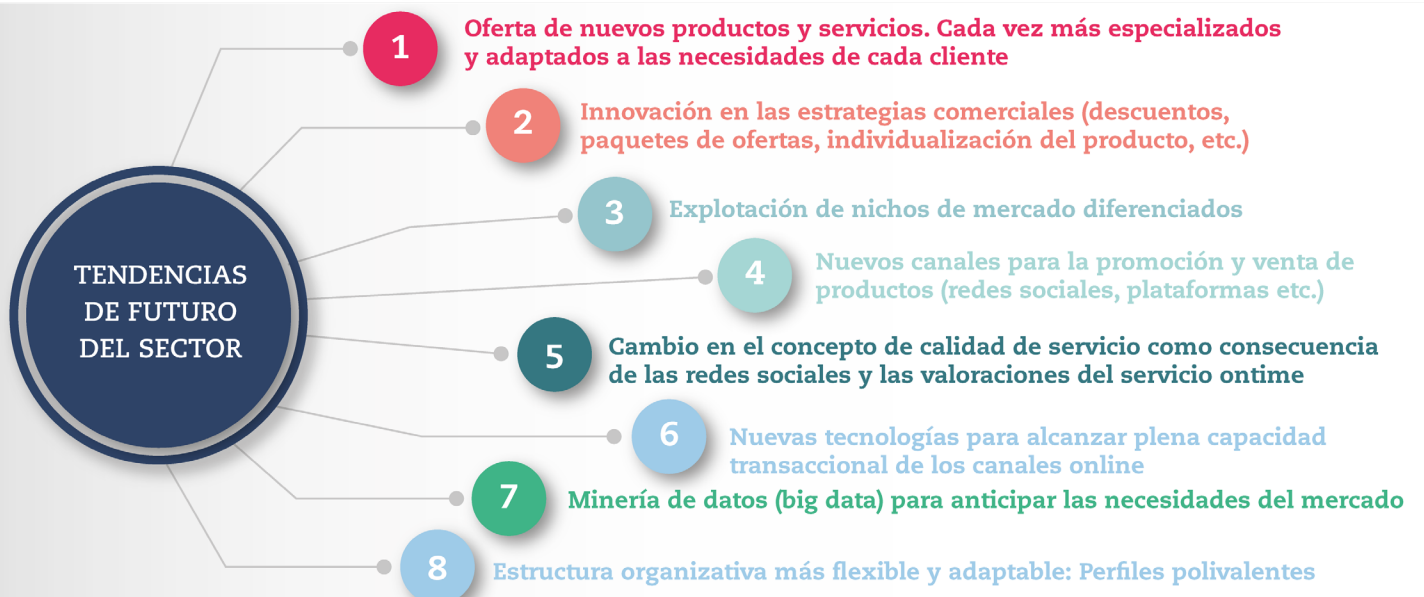 TENDENCIAS
DE FUTURO
DEL SECTOR
1
Oferta de nuevos productos y servicios. Cada vez más especializados
y adaptados a las necesidades de cada cliente
2
Innovación en las estrategias comerciales (descuentos,
paquetes de ofertas, individualización del producto, etc.)
3
Explotación de nichos de mercado diferenciados
4
Nuevos canales para la promoción y venta de
productos (redes sociales, plataformas etc.)
5
Cambio en el concepto de calidad de servicio como consecuencia
de las redes sociales y las valoraciones del servicio ontime
6
Nuevas tecnologías para alcanzar plena capacidad
transaccional de los canales online
7
Minería de datos (big data) para anticipar las necesidades del mercado
8
Estructura organizativa más flexible y adaptable: Perfiles polivalentes